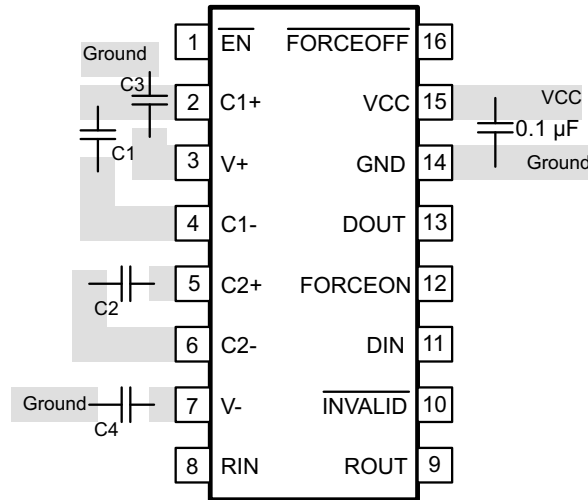 1 EN FORCEOFF 16
Ground
C3
2 C1+ VCC 15 VCC
C1 0.1 µF
3 V+ GND 14 Ground
4 C1- DOUT 13
5 C2+ FORCEON 12
C2
6 C2- DIN 11
Ground 7 V- INVALID 10
C4
8 RIN ROUT 9